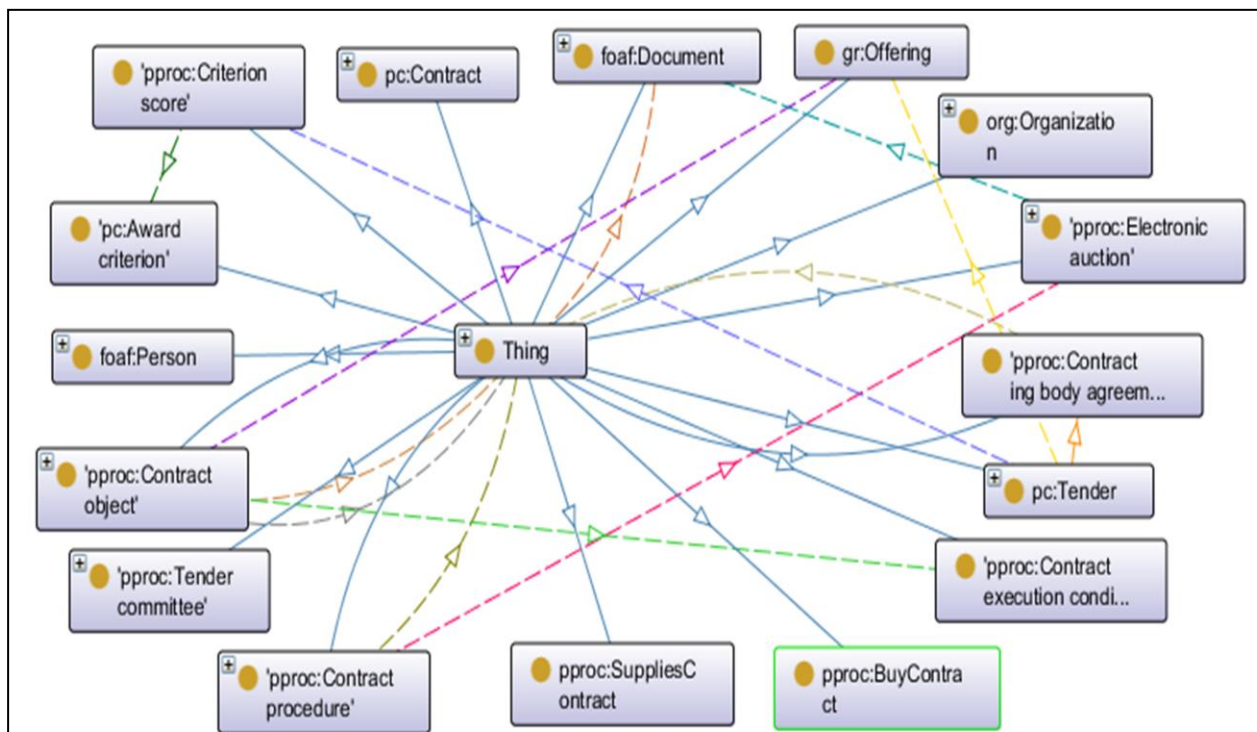 'pproc:Criterion
score'
pc:Contract
foaf:Document
gr:Offering
org:Organizatio
n
'pc:Award
criterion'
'pproc:Electronic
auction'
foaf:Person
Thing
'pproc:Contract
ing body agreem...
'pproc:Contract
object'
pc:Tender
'pproc:Tender
committee'
'pproc:Contract
execution condi...
'pproc:Contract
procedure'
pproc:SuppliesC
ontract
pproc:BuyContra
ct